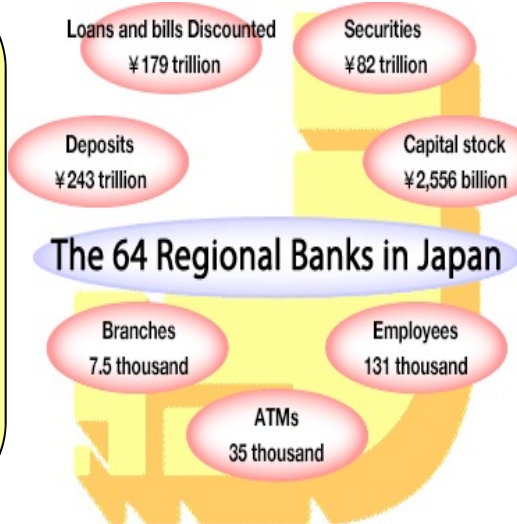 Loans and bills Discounted
¥179 trillion
Securities
¥82 trillion
Deposits
¥243 trillion
Capital stock
¥2,556 billion
The 64 Regional Banks in Japan
Branches
7.5 thousand
Employees
131 thousand
ATMs
35 thousand